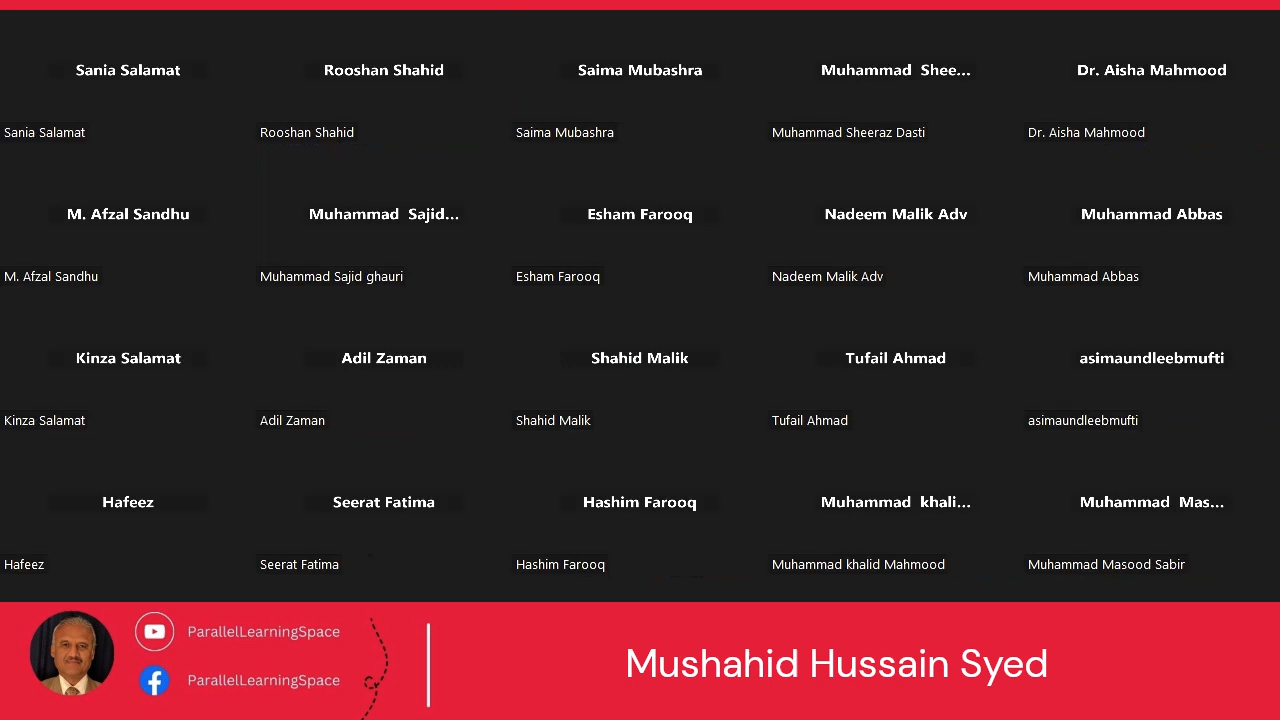 Sania Salamat
Rooshan Shahid
Saima Mubashra
Muhammad Shee...
Dr. Aisha Mahmood
Sania Salamat
Rooshan Shahid
Saima Mubashra
Muhammad Sheeraz Dasti
Dr. Aisha Mahmood
M. Afzal Sandhu
Muhammad Sajid...
Esham Farooq
Nadeem Malik Adv
Muhammad Abbas
M. Afzal Sandhu
Muhammad Sajid ghauri
Esham Farooq
Nadeem Malik Adv
Muhammad Abbas
Kinza Salamat
Adil Zaman
Shahid Malik
Tufail Ahmad
asimaundleebmufti
Kinza Salamat
Adil Zaman
Shahid Malik
Tufail Ahmad
asimaundleebmufti
Hafeez
Seerat Fatima
Hashim Farooq
Muhammad khali...
Muhammad Mas...
Hafeez
Seerat Fatima
Hashim Farooq
Muhammad khalid Mahmood
Muhammad Masood Sabir
ParallelLearningSpace
ParallelLearningSpace
Mushahid Hussain Syed